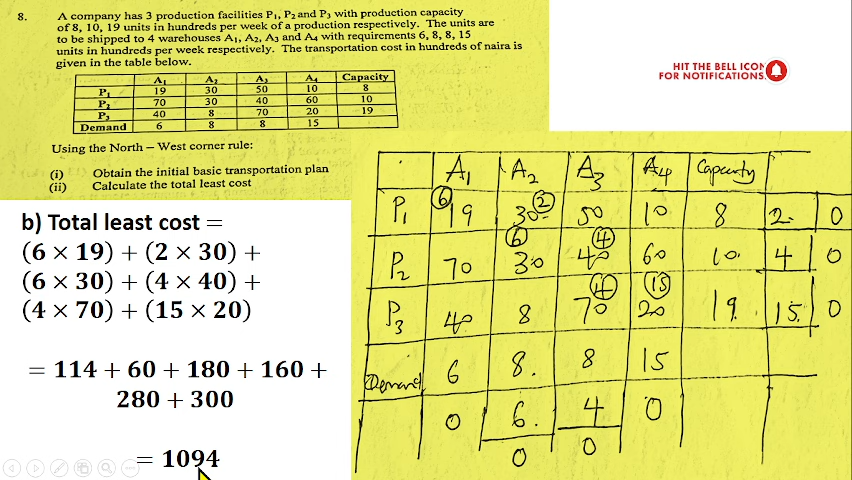 8. A company has 3 production facilities P₁, P₂ and P₃ with production capacity
of 8, 10, 19 units in hundreds per week of a production respectively. The units are
to be shipped to 4 warehouses A₁, A₂, A₃ and A₄ with requirements 6, 8, 8, 15
units in hundreds per week respectively. The transportation cost in hundreds of naira is
given in the table below.
A₁ A₂ A₃ A₄ Capacity
P₁ 19 30 50 10 8
P₂ 70 30 40 60 10
P₃ 40 8 70 20 19
Demand 6 8 8 15
Using the North – West corner rule:
(i) Obtain the initial basic transportation plan
(ii) Calculate the total least cost
HIT THE BELL ICON
FOR NOTIFICATIONS.
b) Total least cost =
(6 × 19) + (2 × 30) +
(6 × 30) + (4 × 40) +
(4 × 70) + (15 × 20)
= 114 + 60 + 180 + 160 +
280 + 300
= 1094
A₁ A₂ A₃ A₄ Capacity
6 2
P₁ 19 30 50 10 8 2 0
6 4
P₂ 70 30 40 60 10 4 0
4 15
P₃ 40 8 70 20 19 15 0
Demand 6 8 8 15
0 6 4 0
0 0